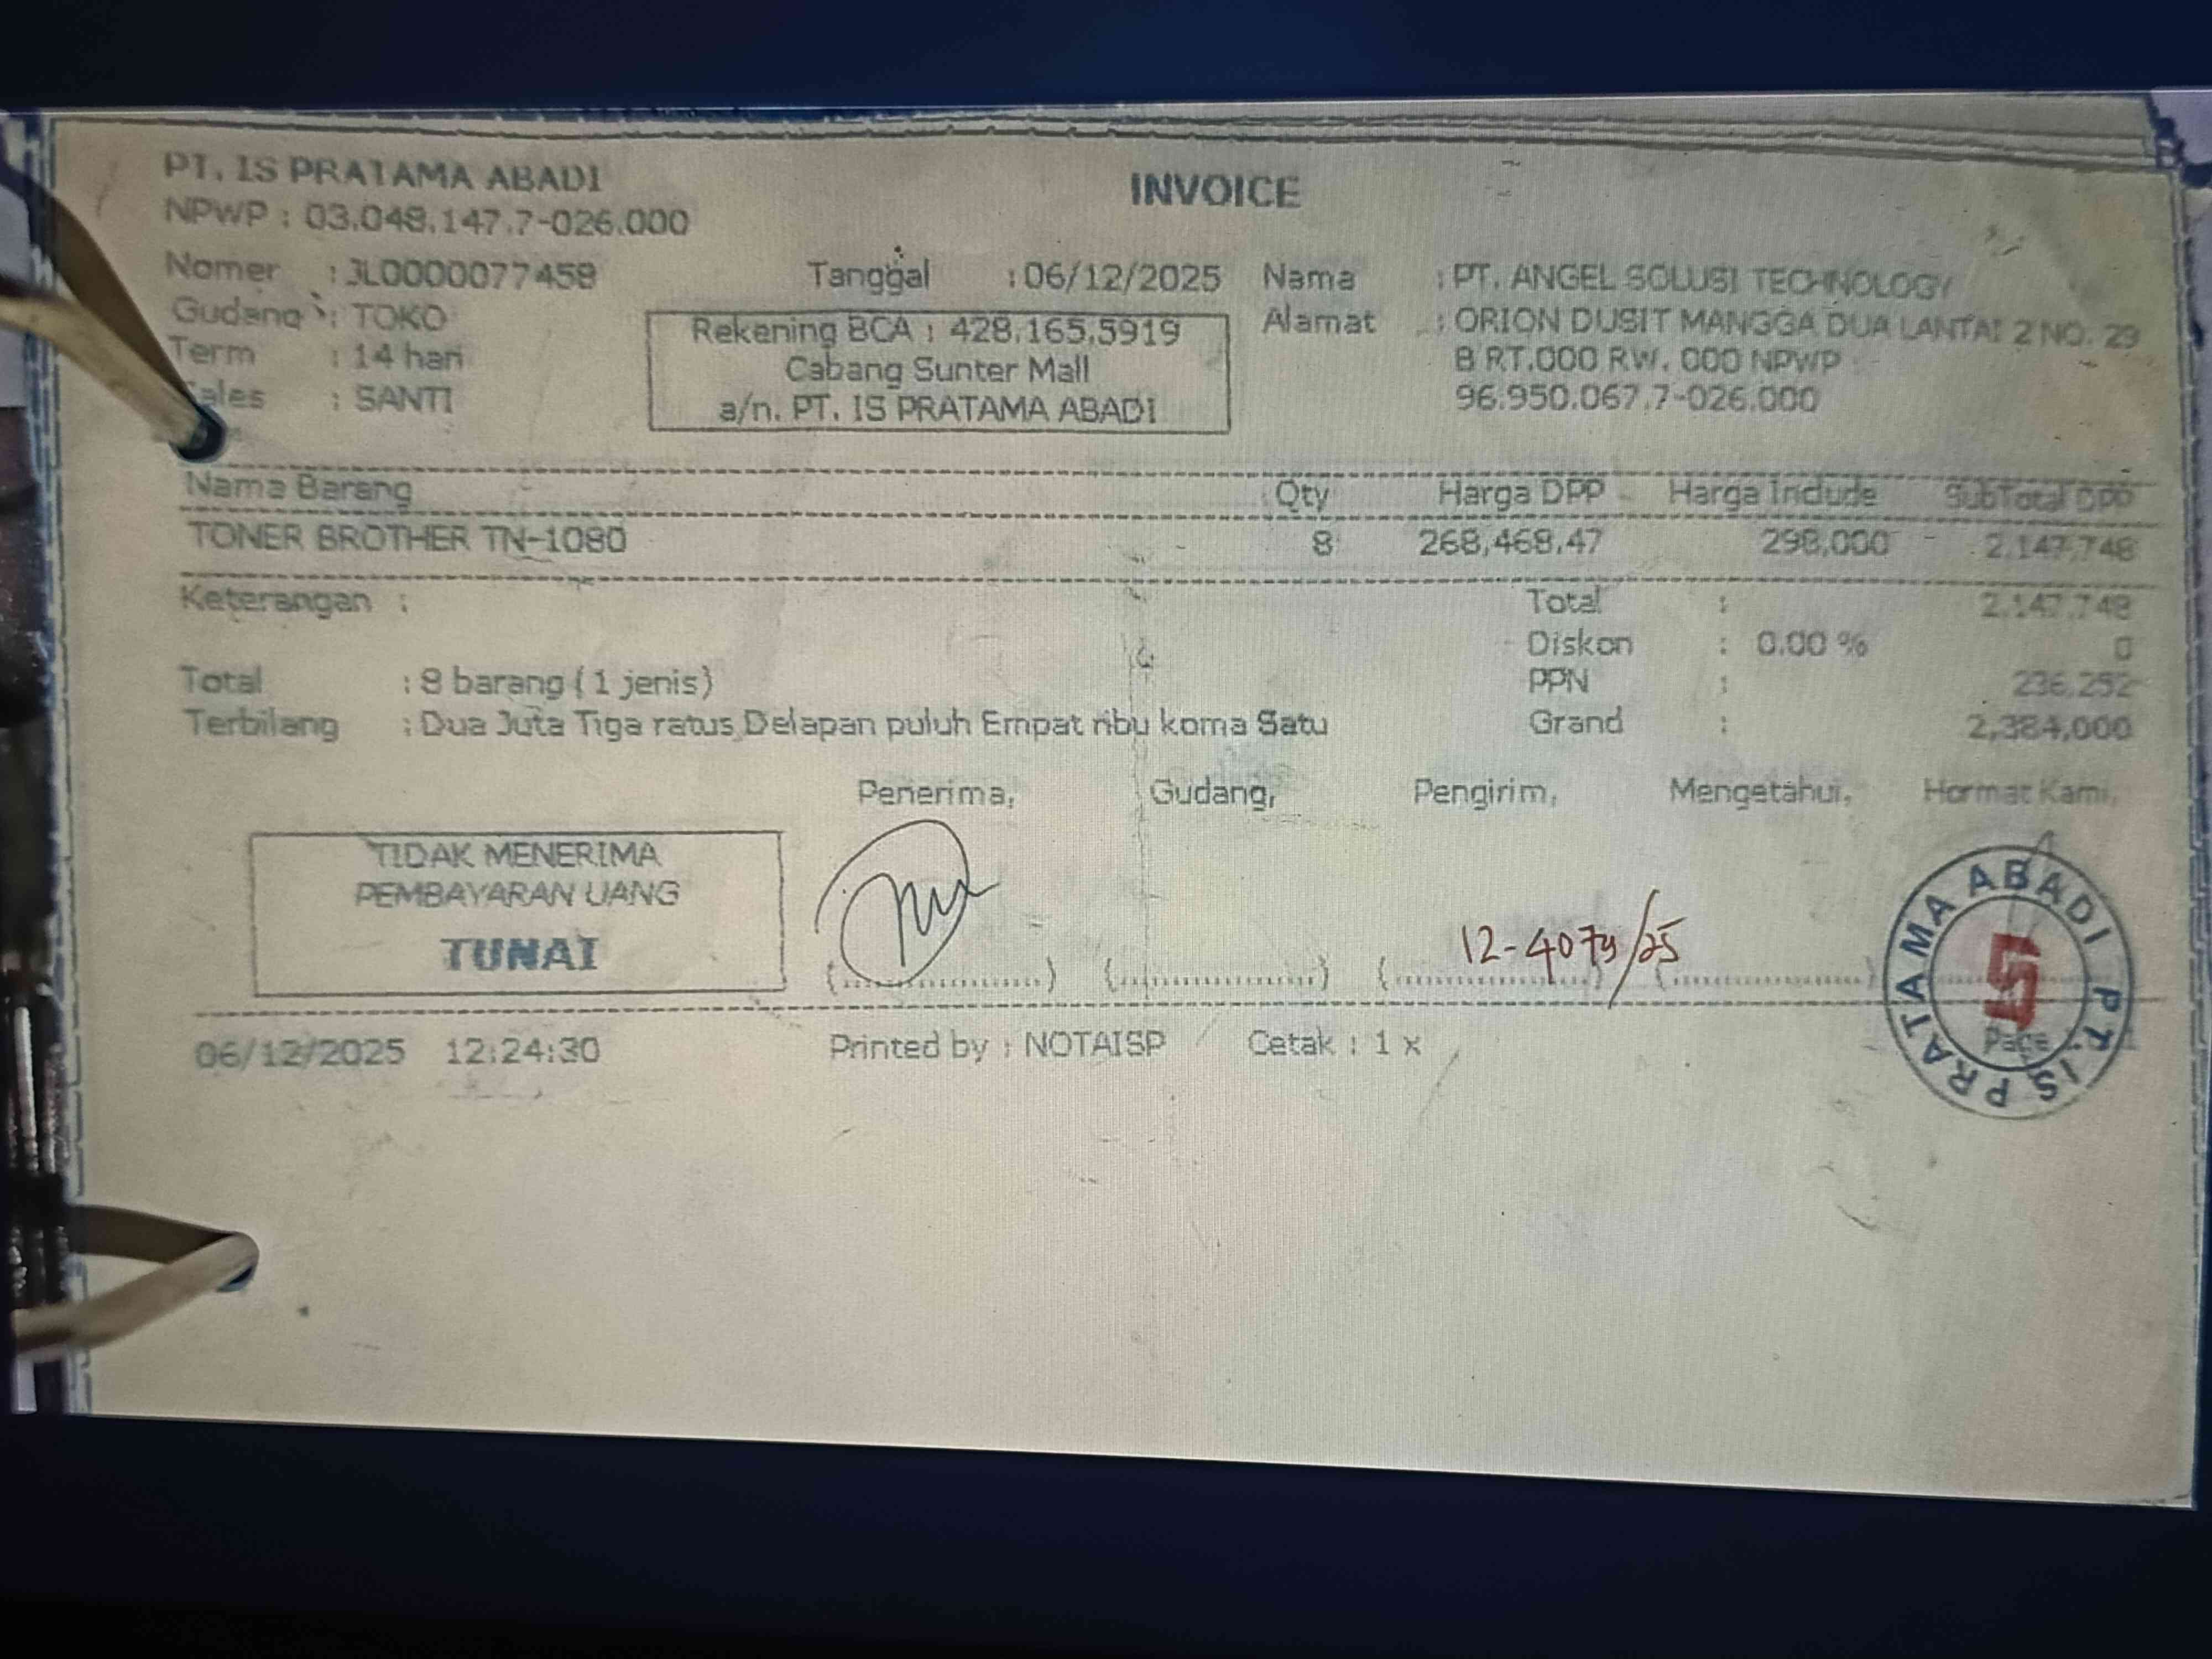 PT. IS PRATAMA ABADI
INVOICE
NPWP : 03.048.147.7-026.000
Nomer : JL0000077458
Tanggal : 06/12/2025
Nama : PT. ANGEL SOLUSI TECHNOLOGY
Gudang : TOKO
Rekening BCA : 428.165.5919
Alamat : ORION DUSIT MANGGA DUA LANTAI 2 NO. 29
Term : 14 hari
Cabang Sunter Mall
B RT.000 RW. 000 NPWP
Sales : SANTI
a/n. PT. IS PRATAMA ABADI
96.950.067.7-026.000
Nama Barang Qty Harga DPP Harga Include SubTotal DPP
TONER BROTHER TN-1080 8 268,468.47 298,000 2,147,748
Keterangan :
Total : 2,147,748
Diskon : 0.00 % 0
Total : 8 barang ( 1 jenis)
PPN : 236,252
Terbilang : Dua Juta Tiga ratus Delapan puluh Empat ribu koma Satu
Grand : 2,384,000
Penerima, Gudang, Pengirim, Mengetahui, Hormat Kami,
TIDAK MENERIMA
PEMBAYARAN UANG
TUNAI
12-4079/25
PT. IS PRATAMA ABADI
06/12/2025 12:24:30 Printed by : NOTAISP Cetak : 1 x Page